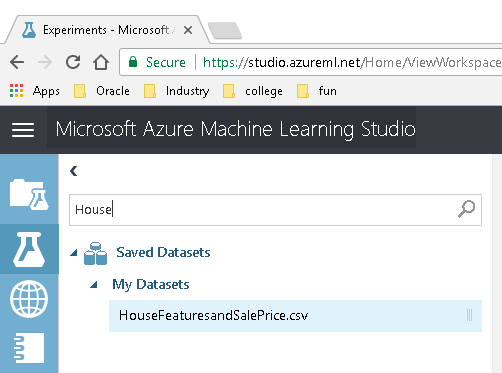 Experiments - Microsoft A
Secure https://studio.azureml.net/Home/ViewWorkspace
Apps Oracle Industry college fun
Microsoft Azure Machine Learning Studio
House
Saved Datasets
My Datasets
HouseFeaturesandSalePrice.csv